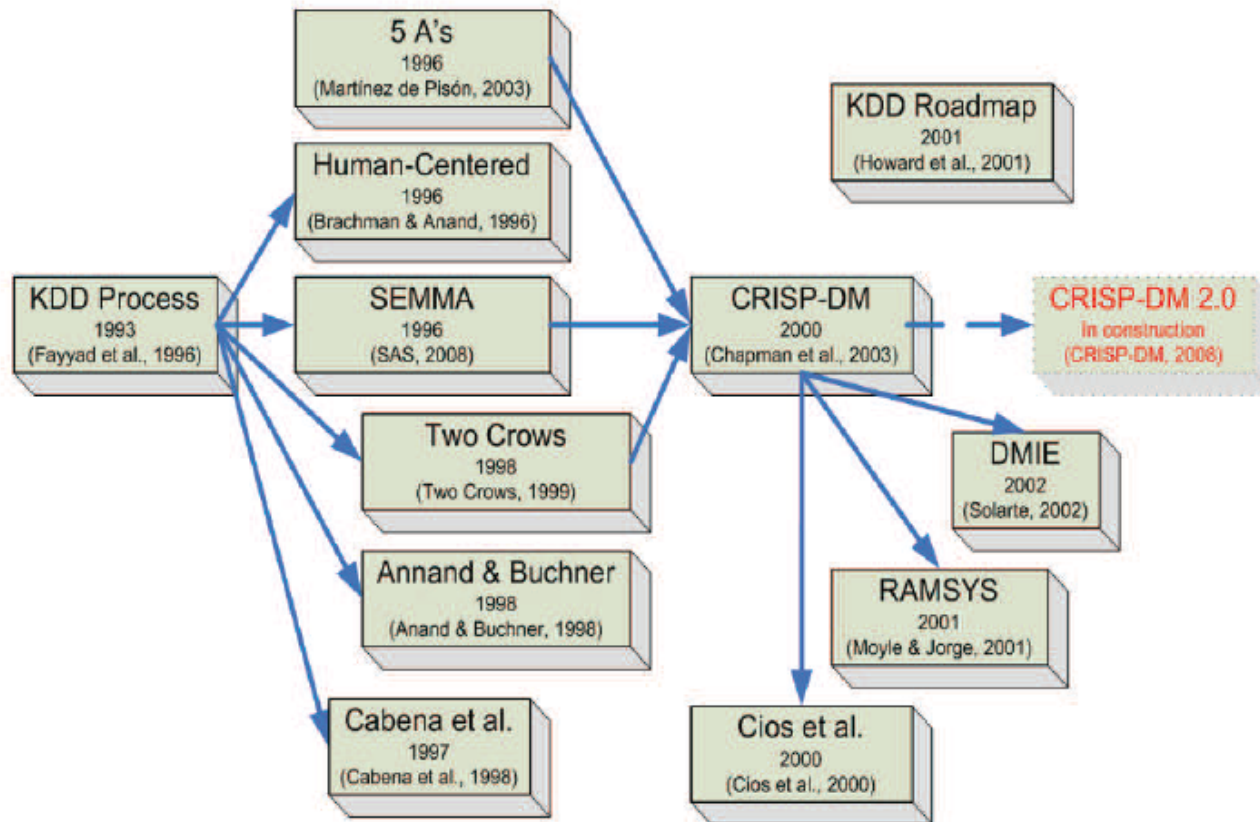 5 A's
1996
(Martínez de Pisón, 2003)
KDD Roadmap
2001
(Howard et al., 2001)
Human-Centered
1996
(Brachman & Anand, 1996)
KDD Process
1993
(Fayyad et al., 1996)
SEMMA
1996
(SAS, 2008)
CRISP-DM
2000
(Chapman et al., 2003)
CRISP-DM 2.0
In construction
(CRISP-DM, 2008)
Two Crows
1998
(Two Crows, 1999)
DMIE
2002
(Solarte, 2002)
Annand & Buchner
1998
(Anand & Buchner, 1998)
RAMSYS
2001
(Moyle & Jorge, 2001)
Cabena et al.
1997
(Cabena et al., 1998)
Cios et al.
2000
(Cios et al., 2000)